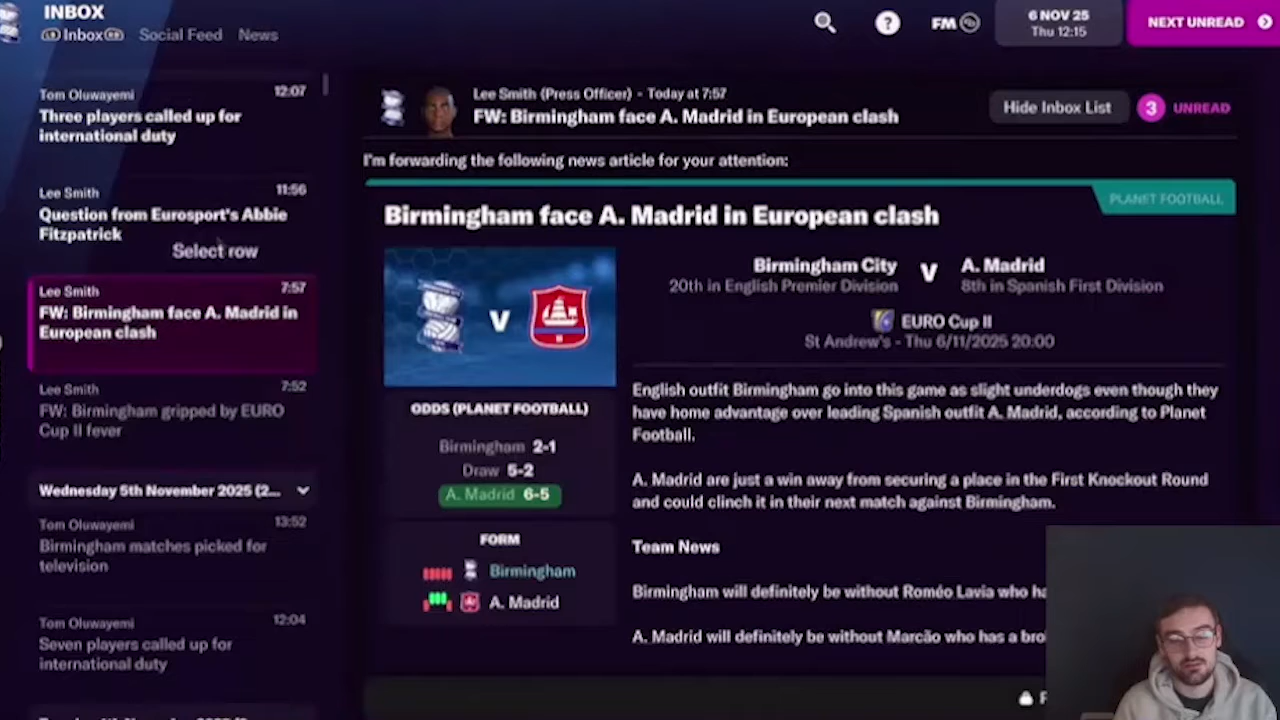 INBOX
Inbox
Social Feed
News
FM
6 NOV 25
Thu 12:15
NEXT UNREAD
Tom Oluwayemi
12:07
Three players called up for
international duty
Lee Smith
11:56
Question from Eurosport's Abbie
Fitzpatrick
Select row
Lee Smith
7:57
FW: Birmingham face A. Madrid in
European clash
Lee Smith
7:52
FW: Birmingham gripped by EURO
Cup II fever
Wednesday 5th November 2025 (2...
Tom Oluwayemi
13:52
Birmingham matches picked for
television
Tom Oluwayemi
12:04
Seven players called up for
international duty
Lee Smith (Press Officer) - Today at 7:57
FW: Birmingham face A. Madrid in European clash
Hide Inbox List
3 UNREAD
I'm forwarding the following news article for your attention:
PLANET FOOTBALL
Birmingham face A. Madrid in European clash
V
Birmingham City
20th in English Premier Division
V
A. Madrid
8th in Spanish First Division
EURO Cup II
St Andrew's - Thu 6/11/2025 20:00
ODDS (PLANET FOOTBALL)
Birmingham 2-1
Draw 5-2
A. Madrid 6-5
FORM
Birmingham
A. Madrid
English outfit Birmingham go into this game as slight underdogs even though they
have home advantage over leading Spanish outfit A. Madrid, according to Planet
Football.
A. Madrid are just a win away from securing a place in the First Knockout Round
and could clinch it in their next match against Birmingham.
Team News
Birmingham will definitely be without Roméo Lavia who ha
A. Madrid will definitely be without Marcão who has a bro